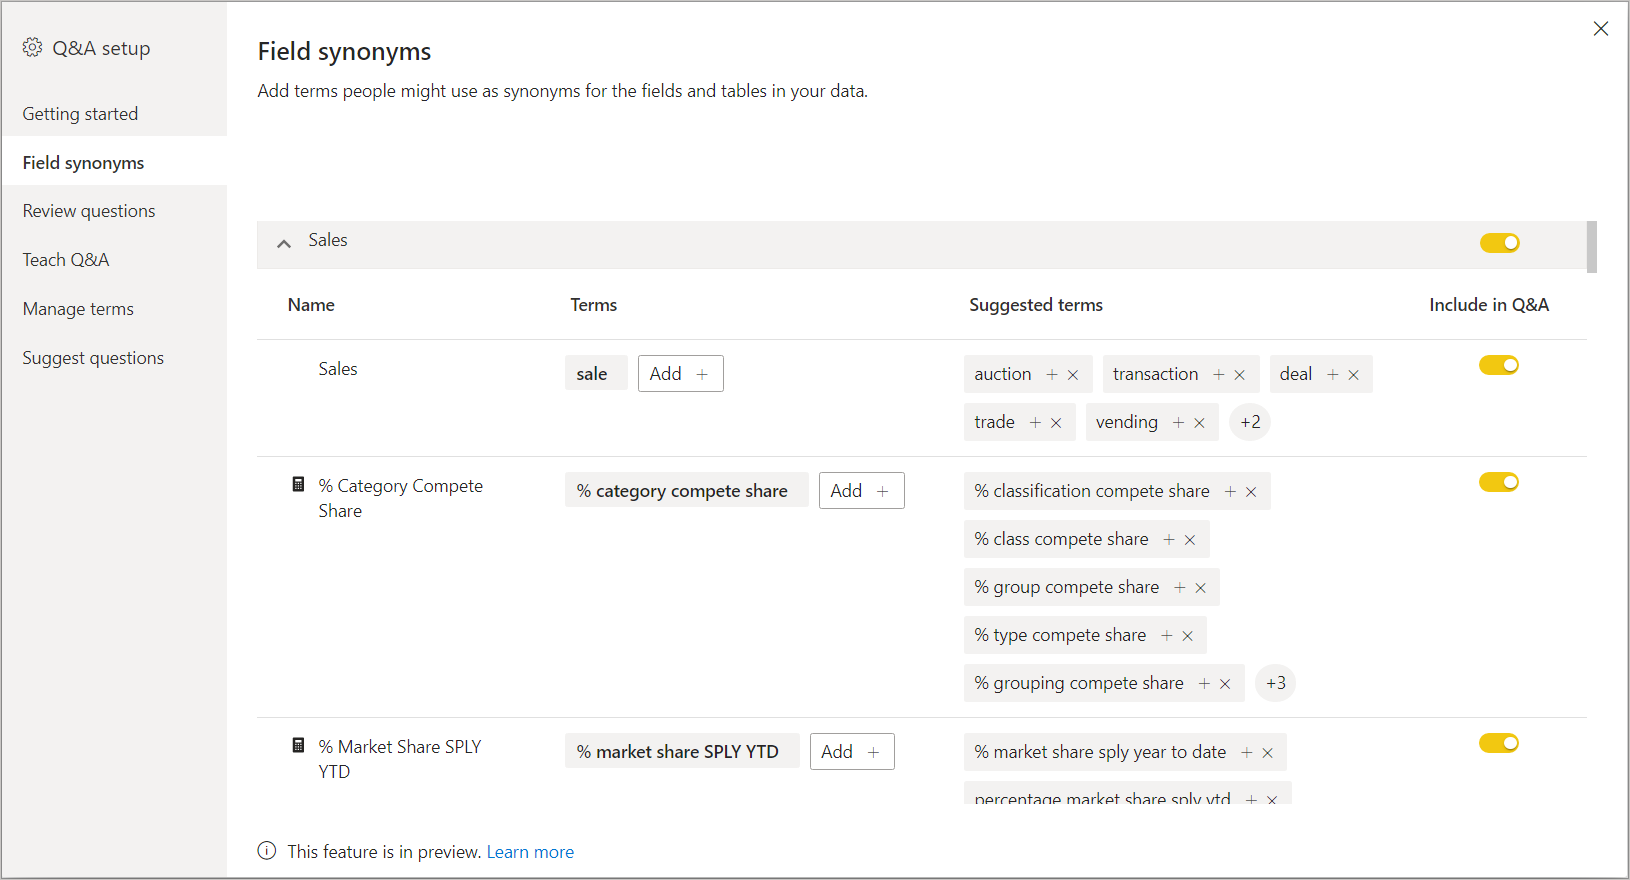 Q&A setup
Getting started
Field synonyms
Review questions
Teach Q&A
Manage terms
Suggest questions
Field synonyms
Add terms people might use as synonyms for the fields and tables in your data.
Sales
Name Terms Suggested terms Include in Q&A
Sales sale Add + auction + × transaction + × deal + ×
trade + × vending + × +2
% Category Compete
Share
% category compete share Add + % classification compete share + ×
% class compete share + ×
% group compete share + ×
% type compete share + ×
% grouping compete share + × +3
% Market Share SPLY
YTD
% market share SPLY YTD Add + % market share sply year to date + ×
percentage market share sply ytd + ×
This feature is in preview. Learn more